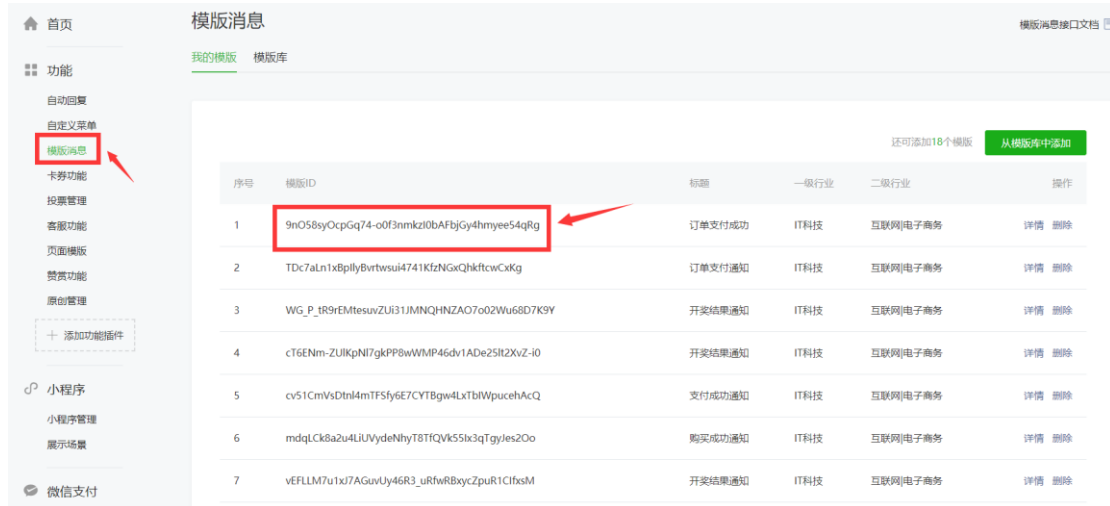 首页
功能
自动回复
自定义菜单
模版消息
卡券功能
投票管理
客服功能
页面模版
赞赏功能
原创管理
添加功能插件
小程序
小程序管理
展示场景
微信支付
模版消息
模版消息接口文档
我的模版 模版库
还可添加18个模版 从模版库中添加
序号 模版ID 标题 一级行业 二级行业 操作
1 9nO58syOcpGq74-o0f3nmkzI0bAFbjGy4hmyee54qRg 订单支付成功 IT科技 互联网|电子商务 详情 删除
2 TDc7aLn1xBpIlyBvrtwsui4741KfzNGxQhkftcwCxKg 订单支付通知 IT科技 互联网|电子商务 详情 删除
3 WG_P_tR9rEMtesuvZUi31JMNQHNZAO7o02Wu68D7K9Y 开奖结果通知 IT科技 互联网|电子商务 详情 删除
4 cT6ENm-ZUlKpNl7gkPP8wWMP46dv1ADe25lt2XvZ-i0 开奖结果通知 IT科技 互联网|电子商务 详情 删除
5 cv51CmVsDtnl4mTFSfy6E7CYTBgw4LxTbIWpucehAcQ 支付成功通知 IT科技 互联网|电子商务 详情 删除
6 mdqLCk8a2u4LiUVydeNhyT8TfQVk55Ix3qTgyJes2Oo 购买成功通知 IT科技 互联网|电子商务 详情 删除
7 vEFLLM7u1xJ7AGuvUy46R3_uRfwRBxycZpuR1CIfxsM 开奖结果通知 IT科技 互联网|电子商务 详情 删除